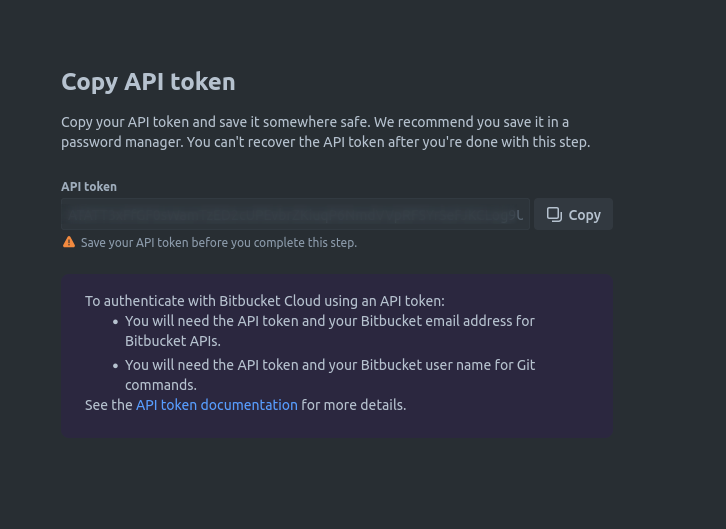 Copy API token
Copy your API token and save it somewhere safe. We recommend you save it in a
password manager. You can't recover the API token after you're done with this step.
API token
Copy
Save your API token before you complete this step.
To authenticate with Bitbucket Cloud using an API token:
• You will need the API token and your Bitbucket email address for
Bitbucket APIs.
• You will need the API token and your Bitbucket user name for Git
commands.
See the API token documentation for more details.